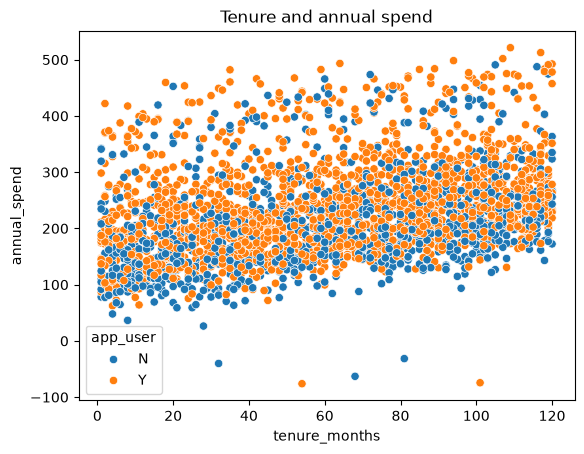 Tenure and annual spend
annual_spend
500
400
300
200
100
0
−100
app_user
N
Y
0 20 40 60 80 100 120
tenure_months